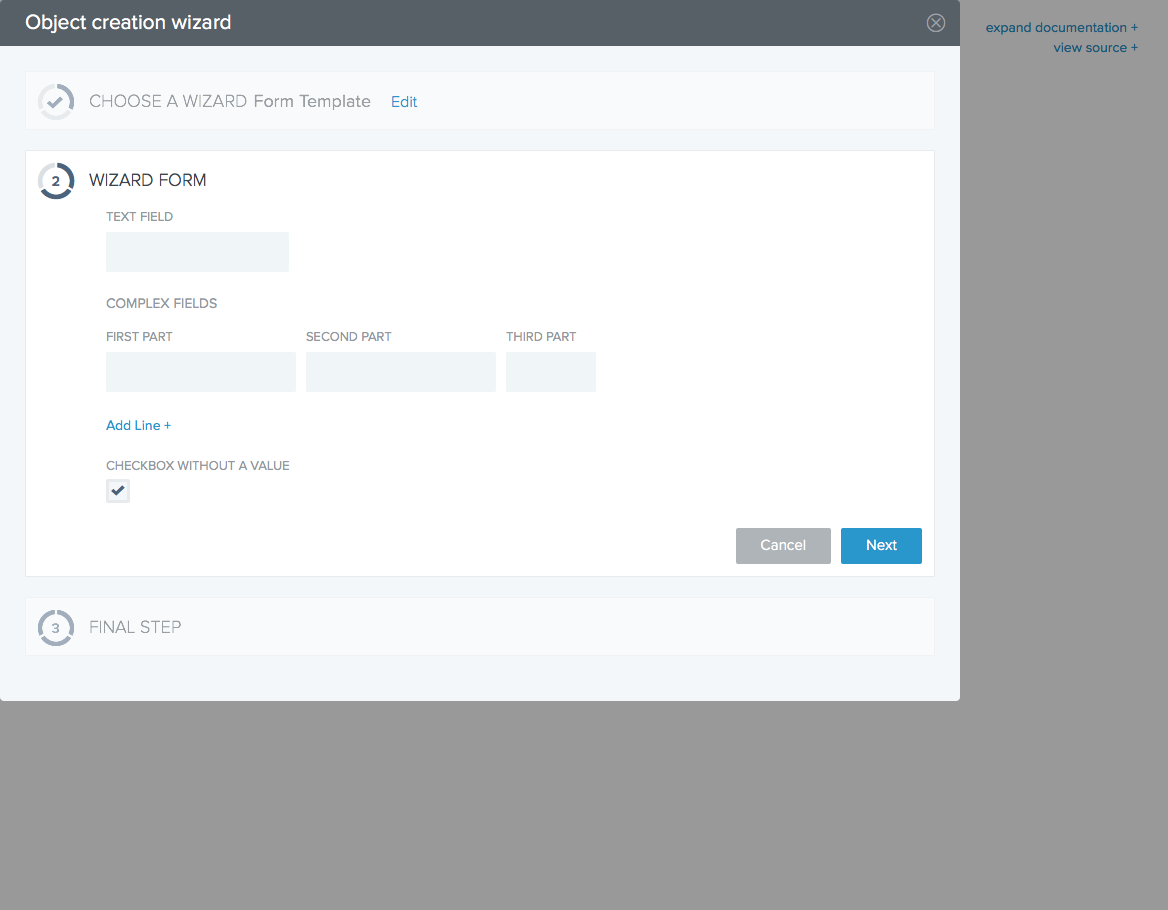 Object creation wizard
expand documentation +
view source +
CHOOSE A WIZARD Form Template Edit
2 WIZARD FORM
TEXT FIELD
COMPLEX FIELDS
FIRST PART SECOND PART THIRD PART
Add Line +
CHECKBOX WITHOUT A VALUE
Cancel Next
3 FINAL STEP